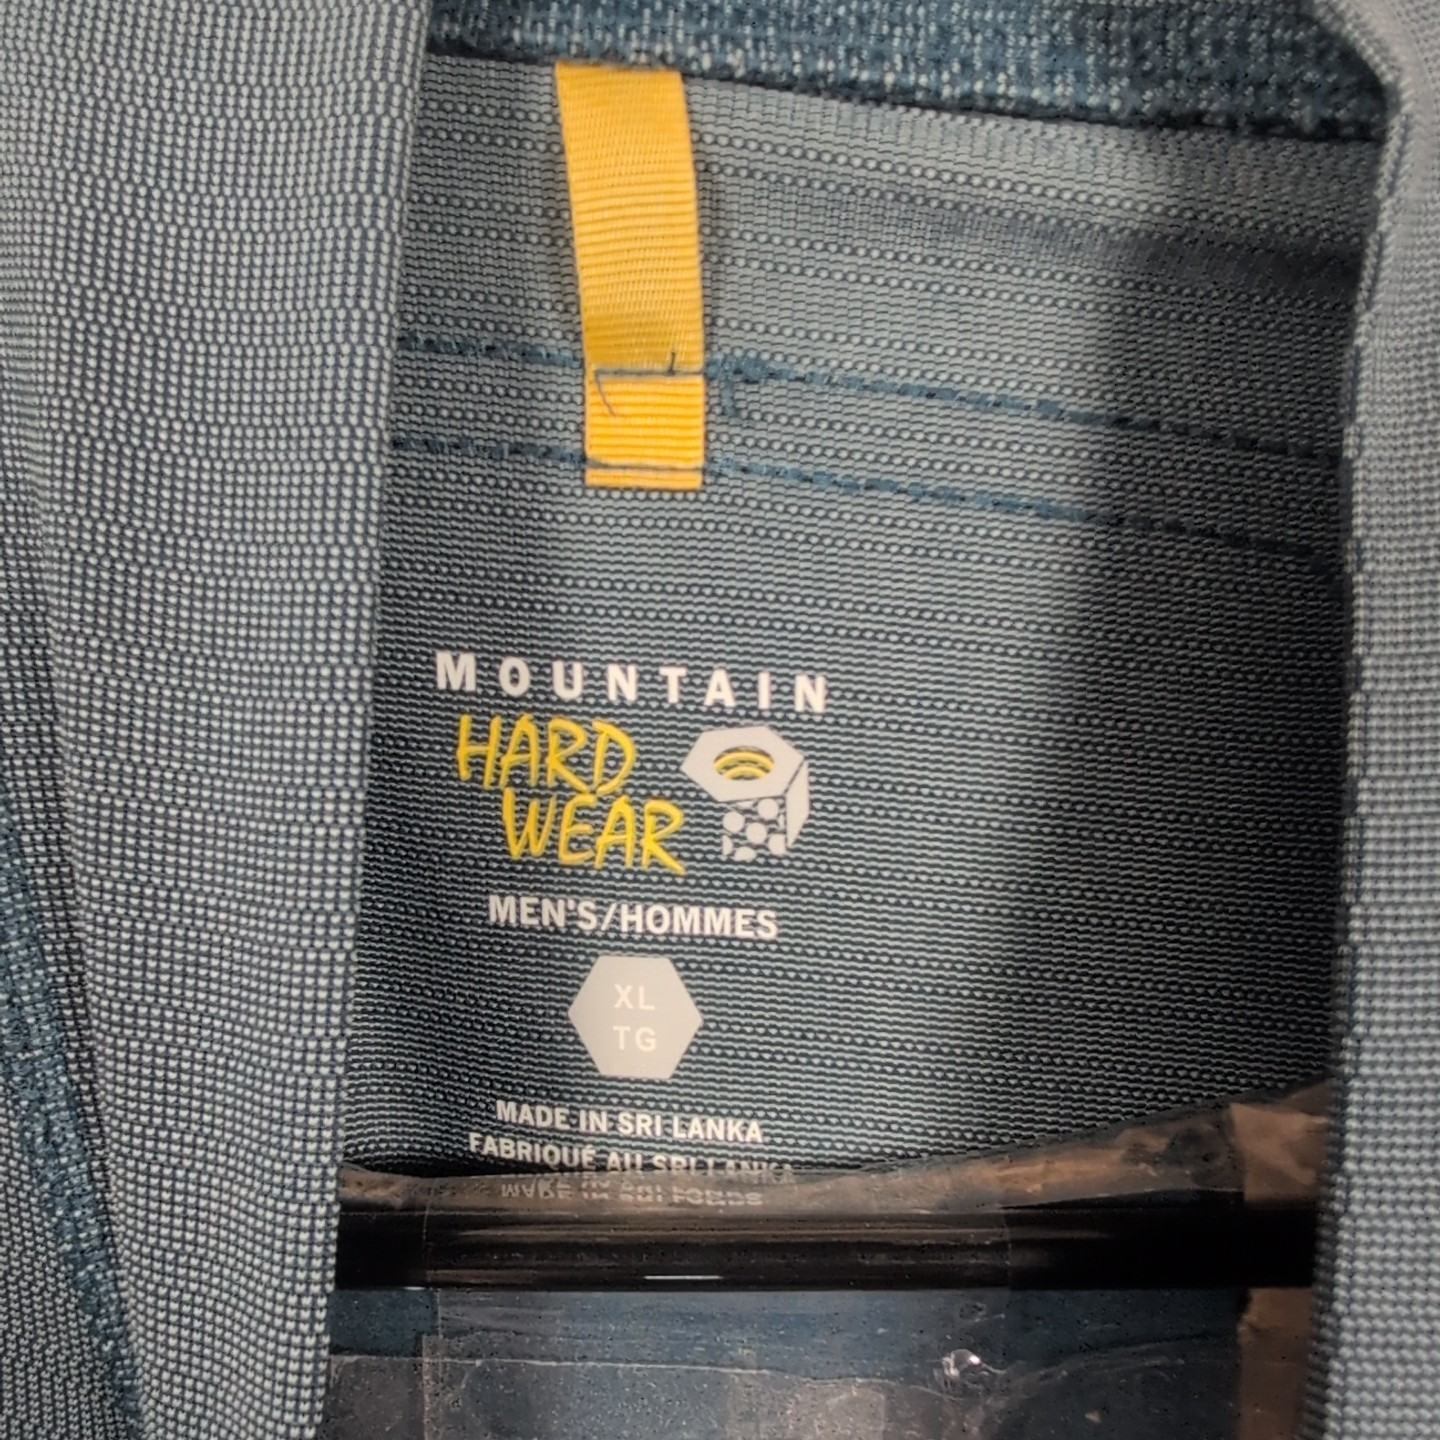 MOUNTAIN
HARD
WEAR
MEN'S/HOMMES
XL
TG
MADE IN SRI LANKA
FABRIQUÉ AU SRI LANKA